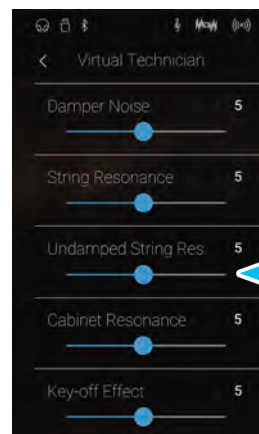 Virtual Technician
Damper Noise 5
String Resonance 5
Undamped String Res. 5
Cabinet Resonance 5
Key-off Effect 5